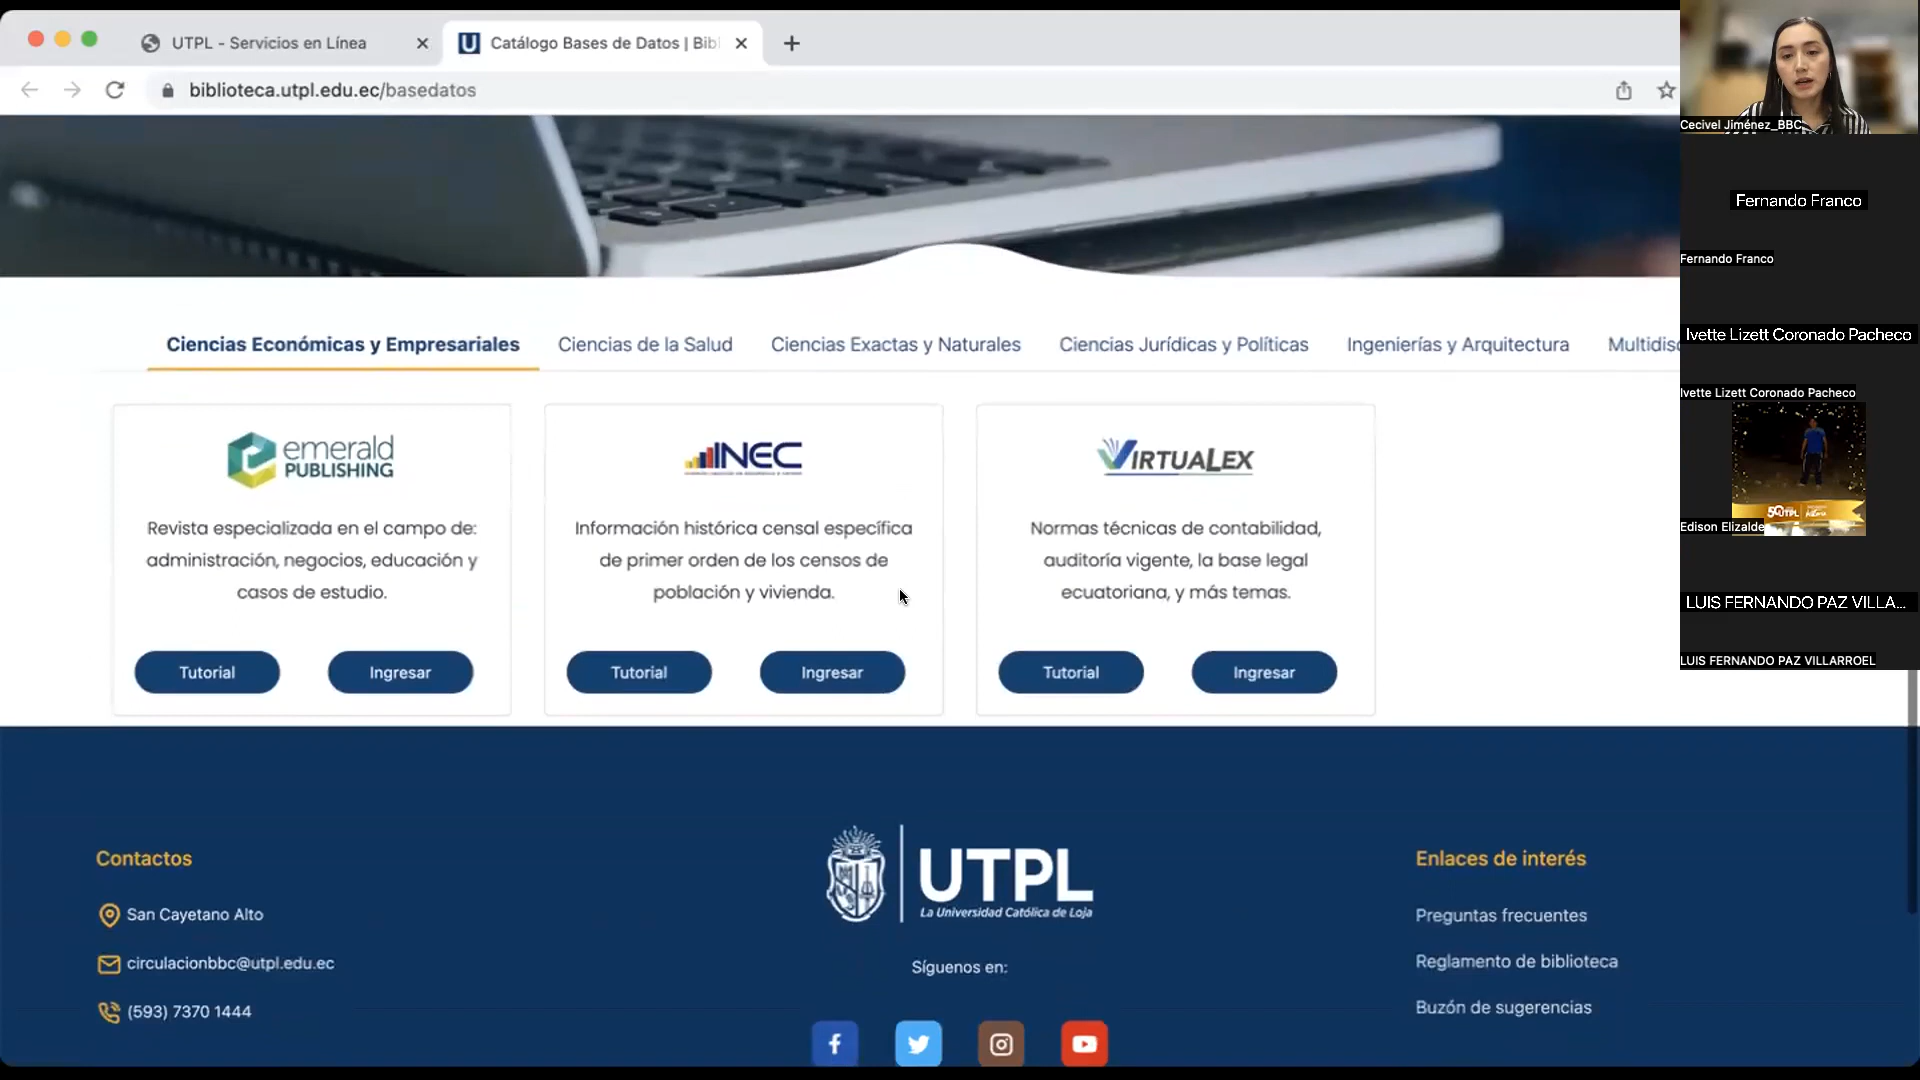 UTPL - Servicios en Línea
Catálogo Bases de Datos | Bib
biblioteca.utpl.edu.ec/basedatos
Ciencias Económicas y Empresariales
Ciencias de la Salud
Ciencias Exactas y Naturales
Ciencias Jurídicas y Políticas
Ingenierías y Arquitectura
Multidisc
emerald
PUBLISHING
Revista especializada en el campo de:
administración, negocios, educación y
casos de estudio.
Tutorial
Ingresar
INEC
Información histórica censal específica
de primer orden de los censos de
población y vivienda.
Tutorial
Ingresar
VIRTUALEX
Normas técnicas de contabilidad,
auditoría vigente, la base legal
ecuatoriana, y más temas.
Tutorial
Ingresar
Contactos
San Cayetano Alto
circulacionbbc@utpl.edu.ec
(593) 7370 1444
UTPL
La Universidad Católica de Loja
Síguenos en:
Enlaces de interés
Preguntas frecuentes
Reglamento de biblioteca
Buzón de sugerencias
Cecivel Jiménez_BBC
Fernando Franco
Fernando Franco
Ivette Lizett Coronado Pacheco
Ivette Lizett Coronado Pacheco
50 UTPL
Edison Elizalde
LUIS FERNANDO PAZ VILLA...
LUIS FERNANDO PAZ VILLARROEL